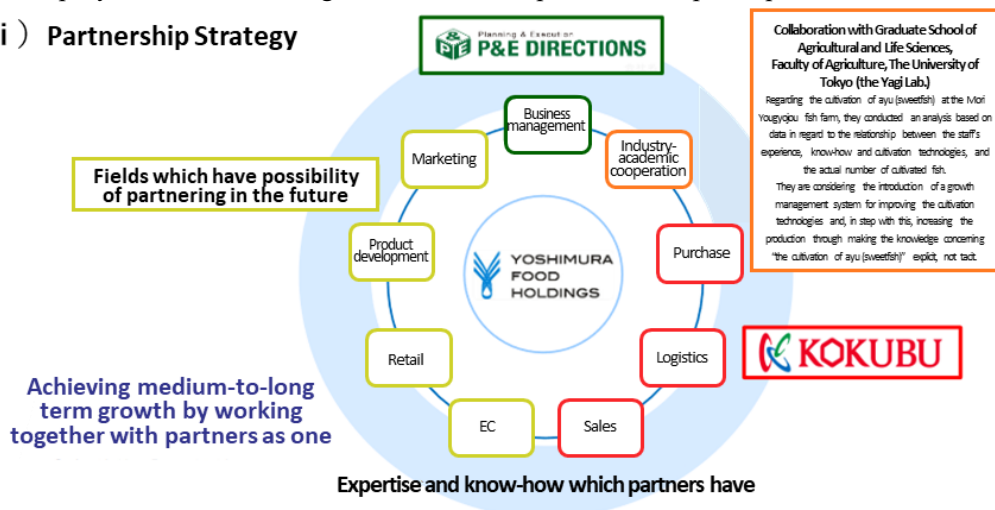 i ) Partnership Strategy
Planning & Execution
P&E DIRECTIONS
Collaboration with Graduate School of
Agricultural and Life Sciences,
Faculty of Agriculture, The University of
Tokyo (the Yagi Lab.)
Regarding the cultivation of ayu (sweetfish) at the Mori
Yougyojou fish farm, they conducted an analysis based on
data in regard to the relationship between the staff's
experience, know-how and cultivation technologies, and
the actual number of cultivated fish.
They are considering the introduction of a growth
management system for improving the cultivation
technologies and, in step with this, increasing the
production through making the knowledge concerning
"the cultivation of ayu (sweetfish)" explicit, not tacit.
Business
management
Marketing
Industry-
academic
cooperation
Fields which have possibility
of partnering in the future
Product
development
Purchase
YOSHIMURA
FOOD
HOLDINGS
Retail
Logistics
KOKUBU
Achieving medium-to-long
term growth by working
together with partners as one
EC
Sales
Expertise and know-how which partners have